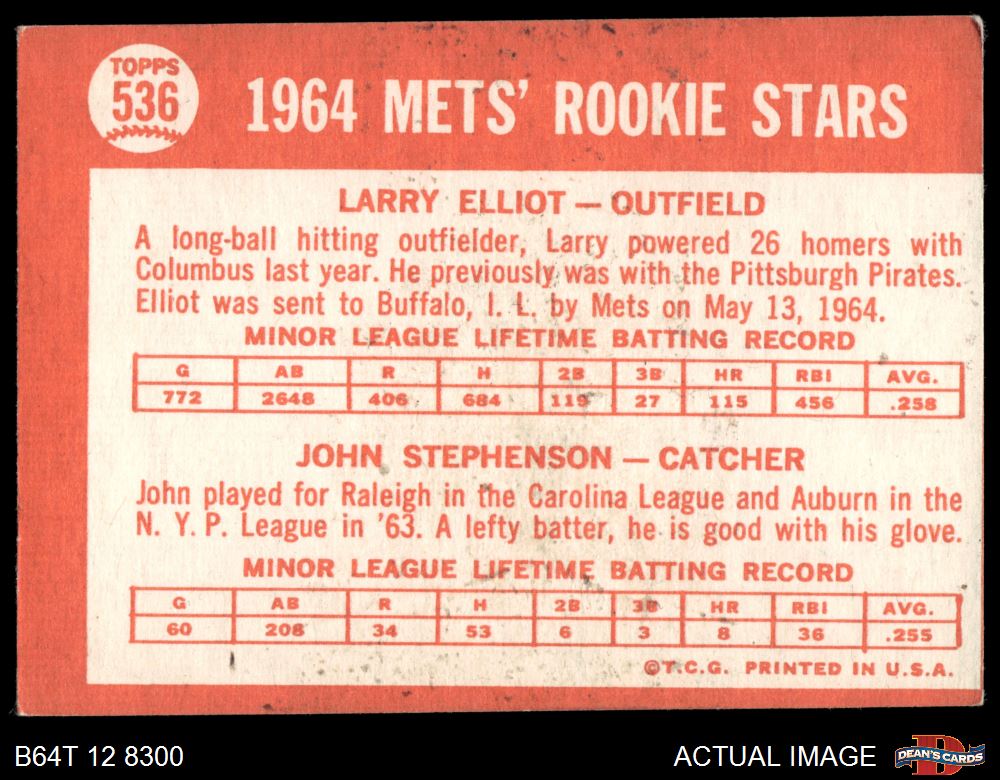 TOPPS
536
1964 METS' ROOKIE STARS
LARRY ELLIOT — OUTFIELD
A long-ball hitting outfielder, Larry powered 26 homers with
Columbus last year. He previously was with the Pittsburgh Pirates.
Elliot was sent to Buffalo, I. L. by Mets on May 13, 1964.
MINOR LEAGUE LIFETIME BATTING RECORD
G AB R H 2B 3B HR RBI AVG.
772 2648 406 684 119 27 115 456 .258
JOHN STEPHENSON — CATCHER
John played for Raleigh in the Carolina League and Auburn in the
N. Y. P. League in '63. A lefty batter, he is good with his glove.
MINOR LEAGUE LIFETIME BATTING RECORD
G AB R H 2B 3B HR RBI AVG.
60 208 34 53 6 3 8 36 .255
©T.C.G. PRINTED IN U.S.A.
B64T 12 8300
ACTUAL IMAGE
DEAN'S CARDS